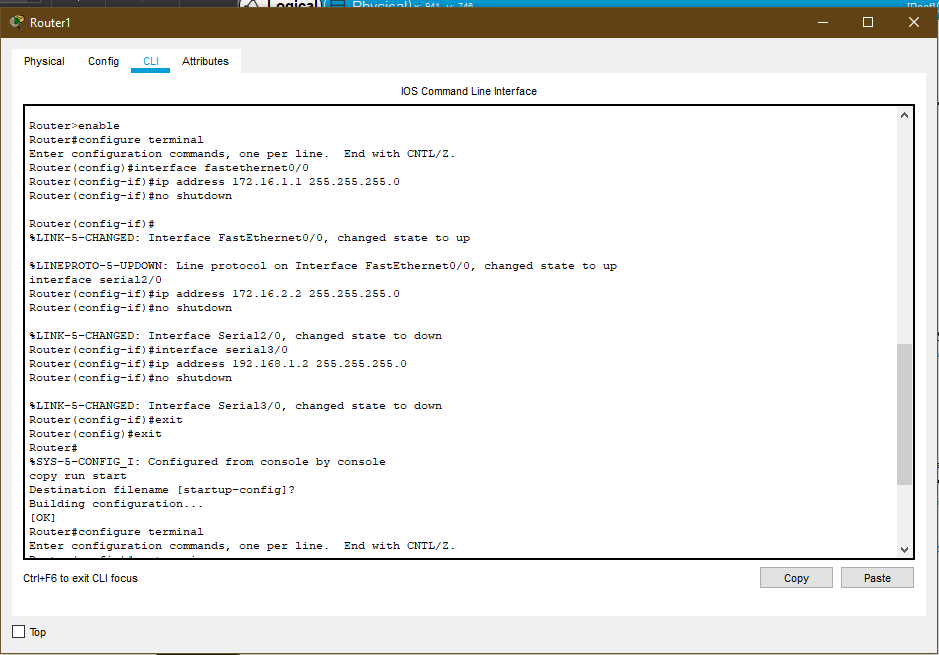 Logical
Physical x: 941, y: 746
[Root]
Router1
Physical Config CLI Attributes
IOS Command Line Interface
Router>enable
Router#configure terminal
Enter configuration commands, one per line.  End with CNTL/Z.
Router(config)#interface fastethernet0/0
Router(config-if)#ip address 172.16.1.1 255.255.255.0
Router(config-if)#no shutdown
Router(config-if)#
%LINK-5-CHANGED: Interface FastEthernet0/0, changed state to up
%LINEPROTO-5-UPDOWN: Line protocol on Interface FastEthernet0/0, changed state to up
interface serial2/0
Router(config-if)#ip address 172.16.2.2 255.255.255.0
Router(config-if)#no shutdown
%LINK-5-CHANGED: Interface Serial2/0, changed state to down
Router(config-if)#interface serial3/0
Router(config-if)#ip address 192.168.1.2 255.255.255.0
Router(config-if)#no shutdown
%LINK-5-CHANGED: Interface Serial3/0, changed state to down
Router(config-if)#exit
Router(config)#exit
Router#
%SYS-5-CONFIG_I: Configured from console by console
copy run start
Destination filename [startup-config]?
Building configuration...
[OK]
Router#configure terminal
Enter configuration commands, one per line.  End with CNTL/Z.
Ctrl+F6 to exit CLI focus
Copy
Paste
Top